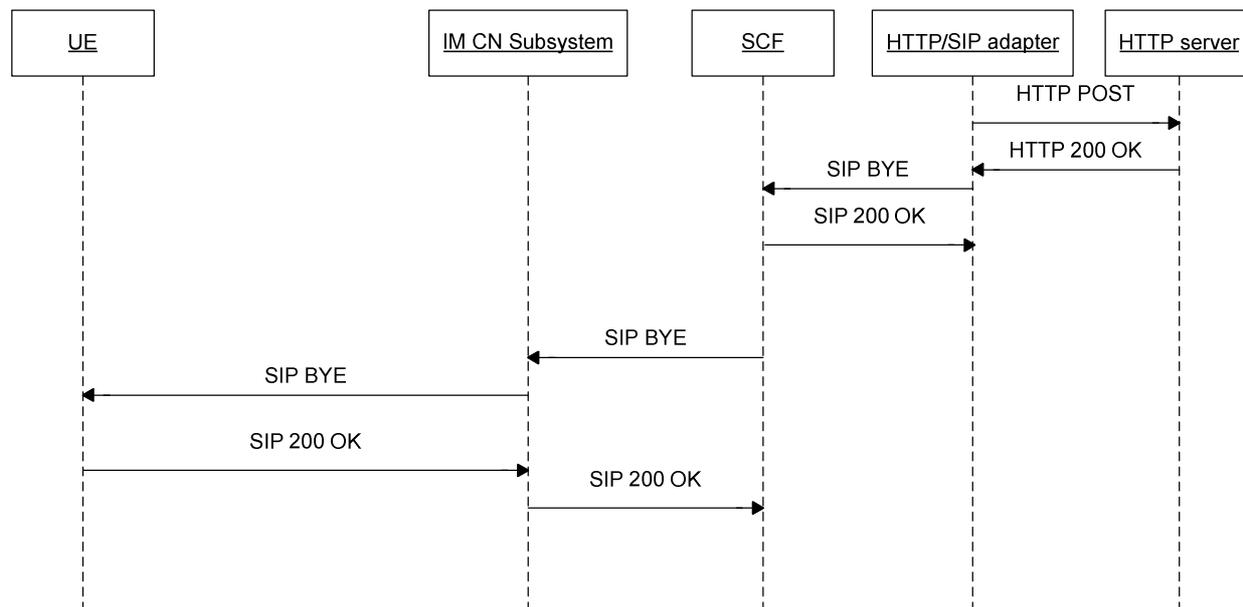 UE
IM CN Subsystem
SCF
HTTP/SIP adapter
HTTP server
HTTP POST
HTTP 200 OK
SIP BYE
SIP 200 OK
SIP BYE
SIP BYE
SIP 200 OK
SIP 200 OK